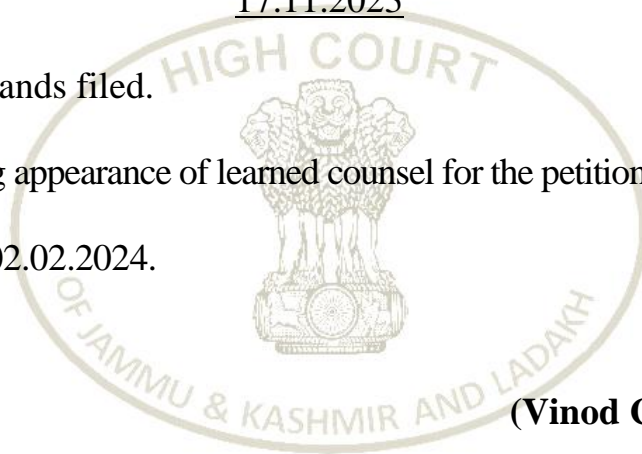 17.11.2023
HIGH COURT
ands filed.
g appearance of learned counsel for the petition
02.02.2024.
OF JAMMU & KASHMIR AND LADAKH
(Vinod